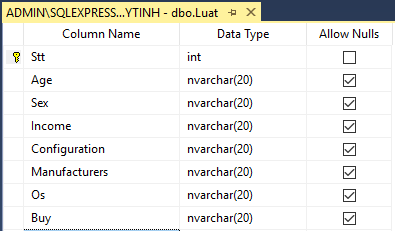 ADMIN\SQLEXPRESS...YTINH - dbo.Luat
Column Name Data Type Allow Nulls
Stt int
Age nvarchar(20)
Sex nvarchar(20)
Income nvarchar(20)
Configuration nvarchar(20)
Manufacturers nvarchar(20)
Os nvarchar(20)
Buy nvarchar(20)